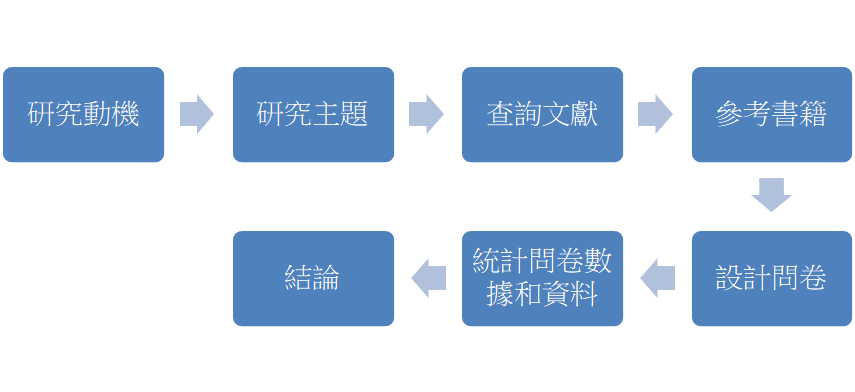 研究動機
研究主題
查詢文獻
參考書籍
設計問卷
統計問卷數
據和資料
結論